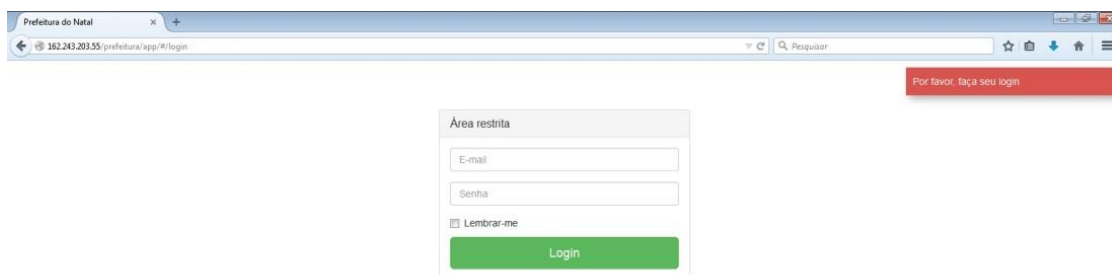 Prefeitura do Natal
162.243.203.55/prefeitura/app/#/login
Pesquisar
Por favor, faça seu login
Área restrita
E-mail
Senha
Lembrar-me
Login